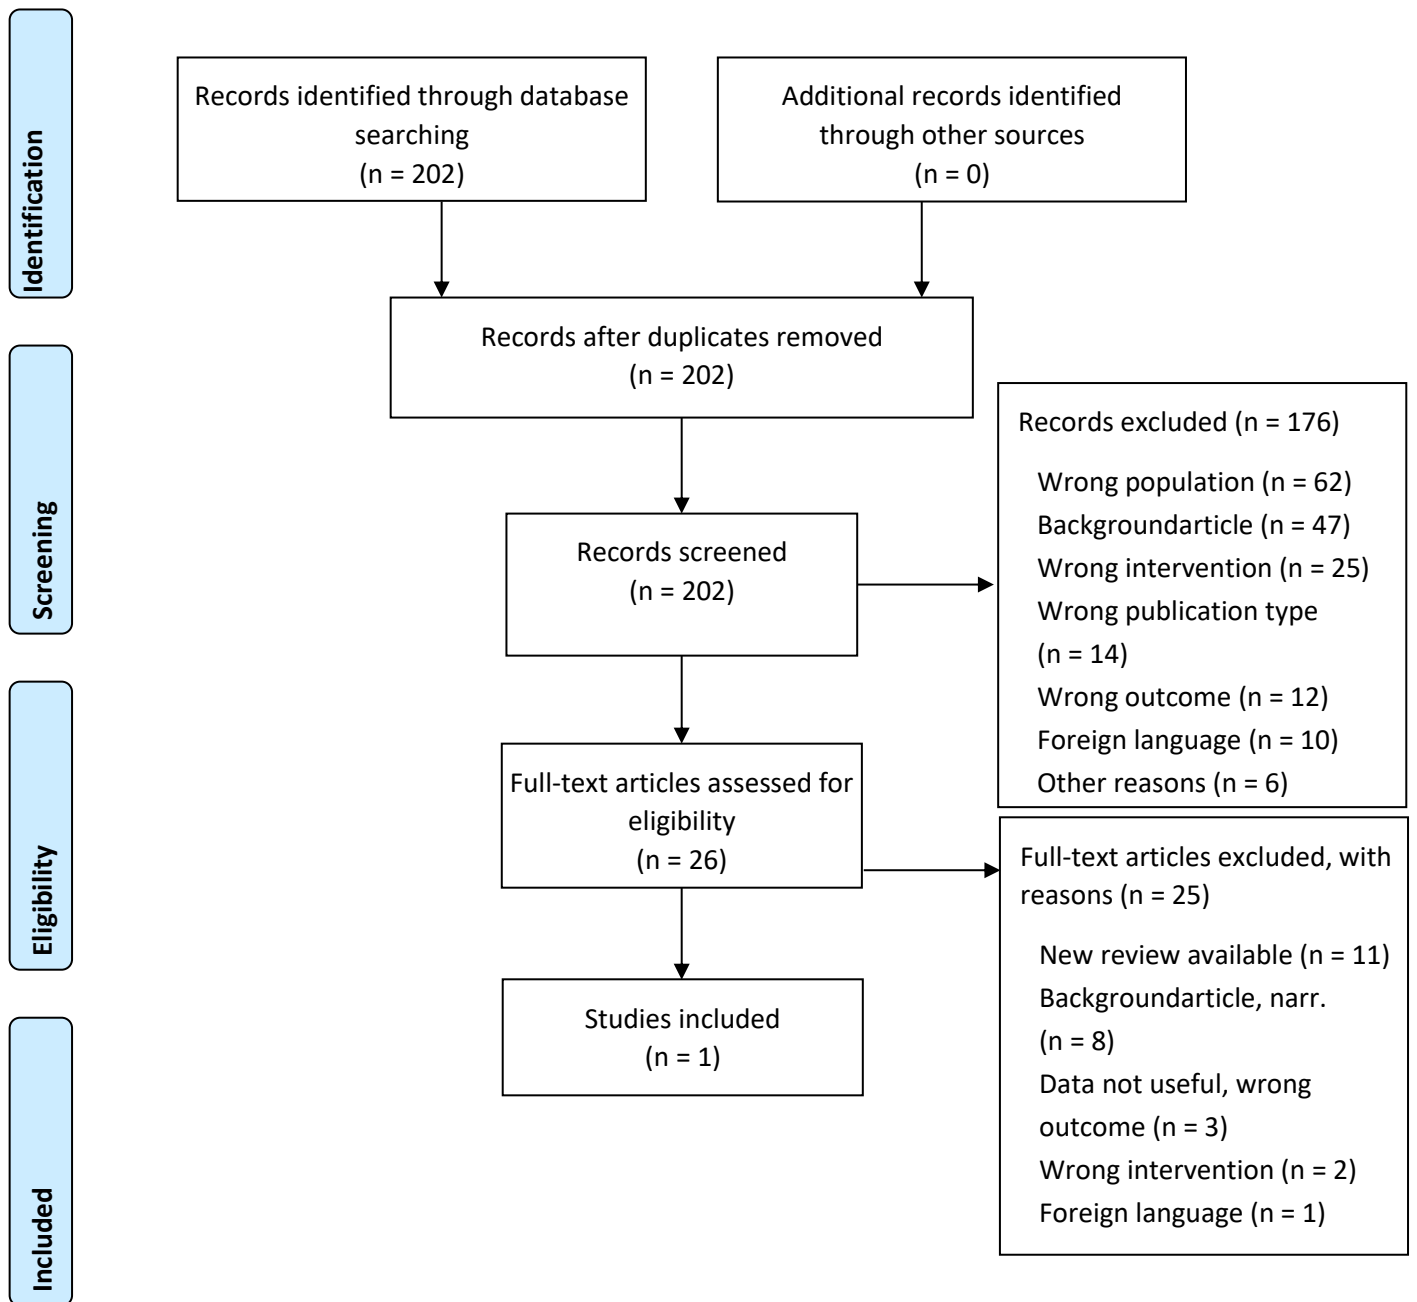 Identification
Records identified through database
searching
(n = 202)
Additional records identified
through other sources
(n = 0)
Records after duplicates removed
(n = 202)
Screening
Records screened
(n = 202)
Records excluded (n = 176)
Wrong population (n = 62)
Backgroundarticle (n = 47)
Wrong intervention (n = 25)
Wrong publication type
(n = 14)
Wrong outcome (n = 12)
Foreign language (n = 10)
Other reasons (n = 6)
Eligibility
Full-text articles assessed for
eligibility
(n = 26)
Full-text articles excluded, with
reasons (n = 25)
New review available (n = 11)
Backgroundarticle, narr.
(n = 8)
Data not useful, wrong
outcome (n = 3)
Wrong intervention (n = 2)
Foreign language (n = 1)
Included
Studies included
(n = 1)